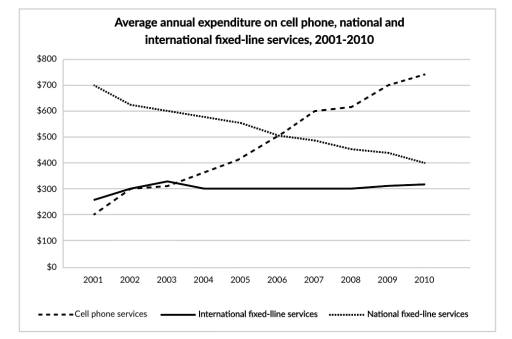 Average annual expenditure on cell phone, national and
international fixed-line services, 2001-2010
$800
$700
$600
$500
$400
$300
$200
$100
$0
2001 2002 2003 2004 2005 2006 2007 2008 2009 2010
Cell phone services International fixed-lline services National fixed-line services